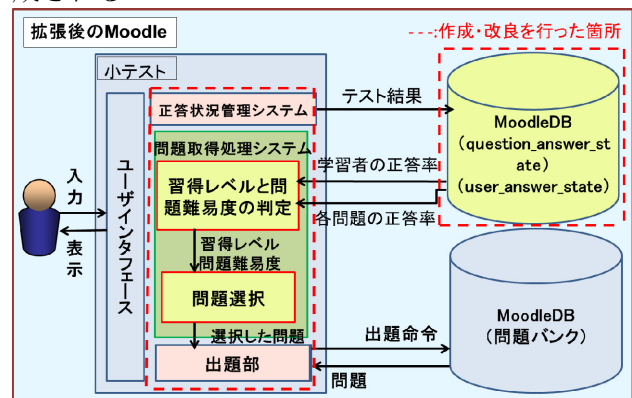 拡張後のMoodle
---:作成・改良を行った箇所
小テスト
正答状況管理システム
テスト結果
MoodleDB
（question_answer_st
ate）
（user_answer_state）
問題取得処理システム
学習者の正答率
習得レベルと問
題難易度の判定
各問題の正答率
ユーザインタフェース
入力
表示
習得レベル
問題難易度
問題選択
選択した問題
出題部
出題命令
問題
MoodleDB
（問題バンク）